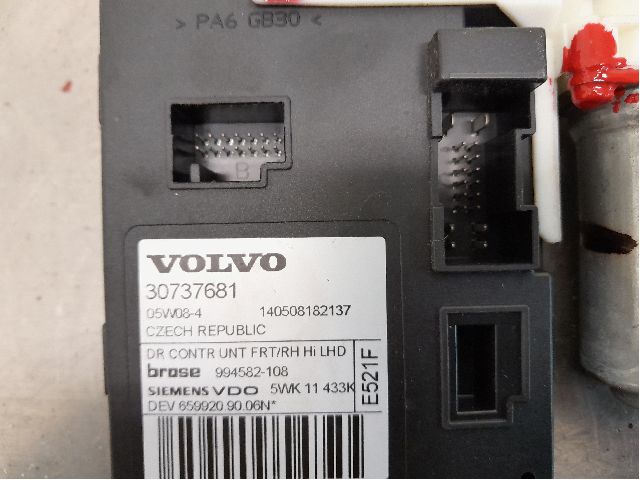 > PA6 GB30 <
B
VOLVO
30737681
05W08-4 140508182137
CZECH REPUBLIC
DR CONTR UNT FRT/RH Hi LHD
brose 994582-108
SIEMENS VDO 5WK 11 433K
DEV 659920 90.06N*
E521F